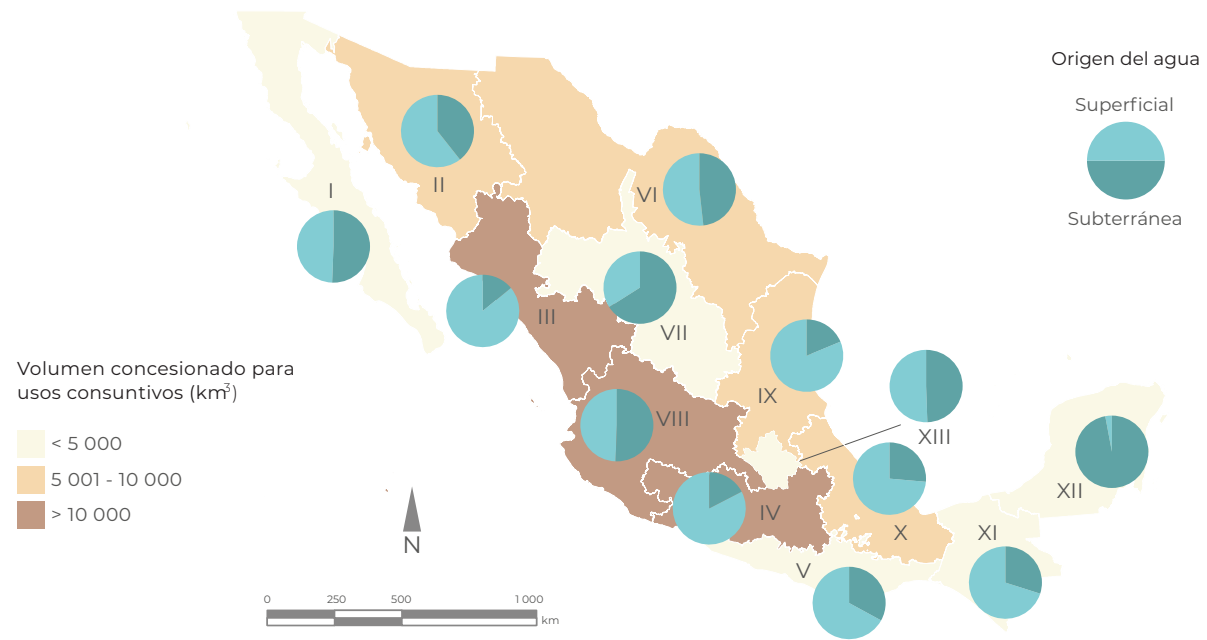 Origen del agua
Superficial
Subterránea
I
II
III
IV
V
VI
VII
VIII
IX
X
XI
XII
XIII
Volumen concesionado para
usos consuntivos (km³)
< 5 000
5 001 - 10 000
> 10 000
N
0 250 500 1 000
km